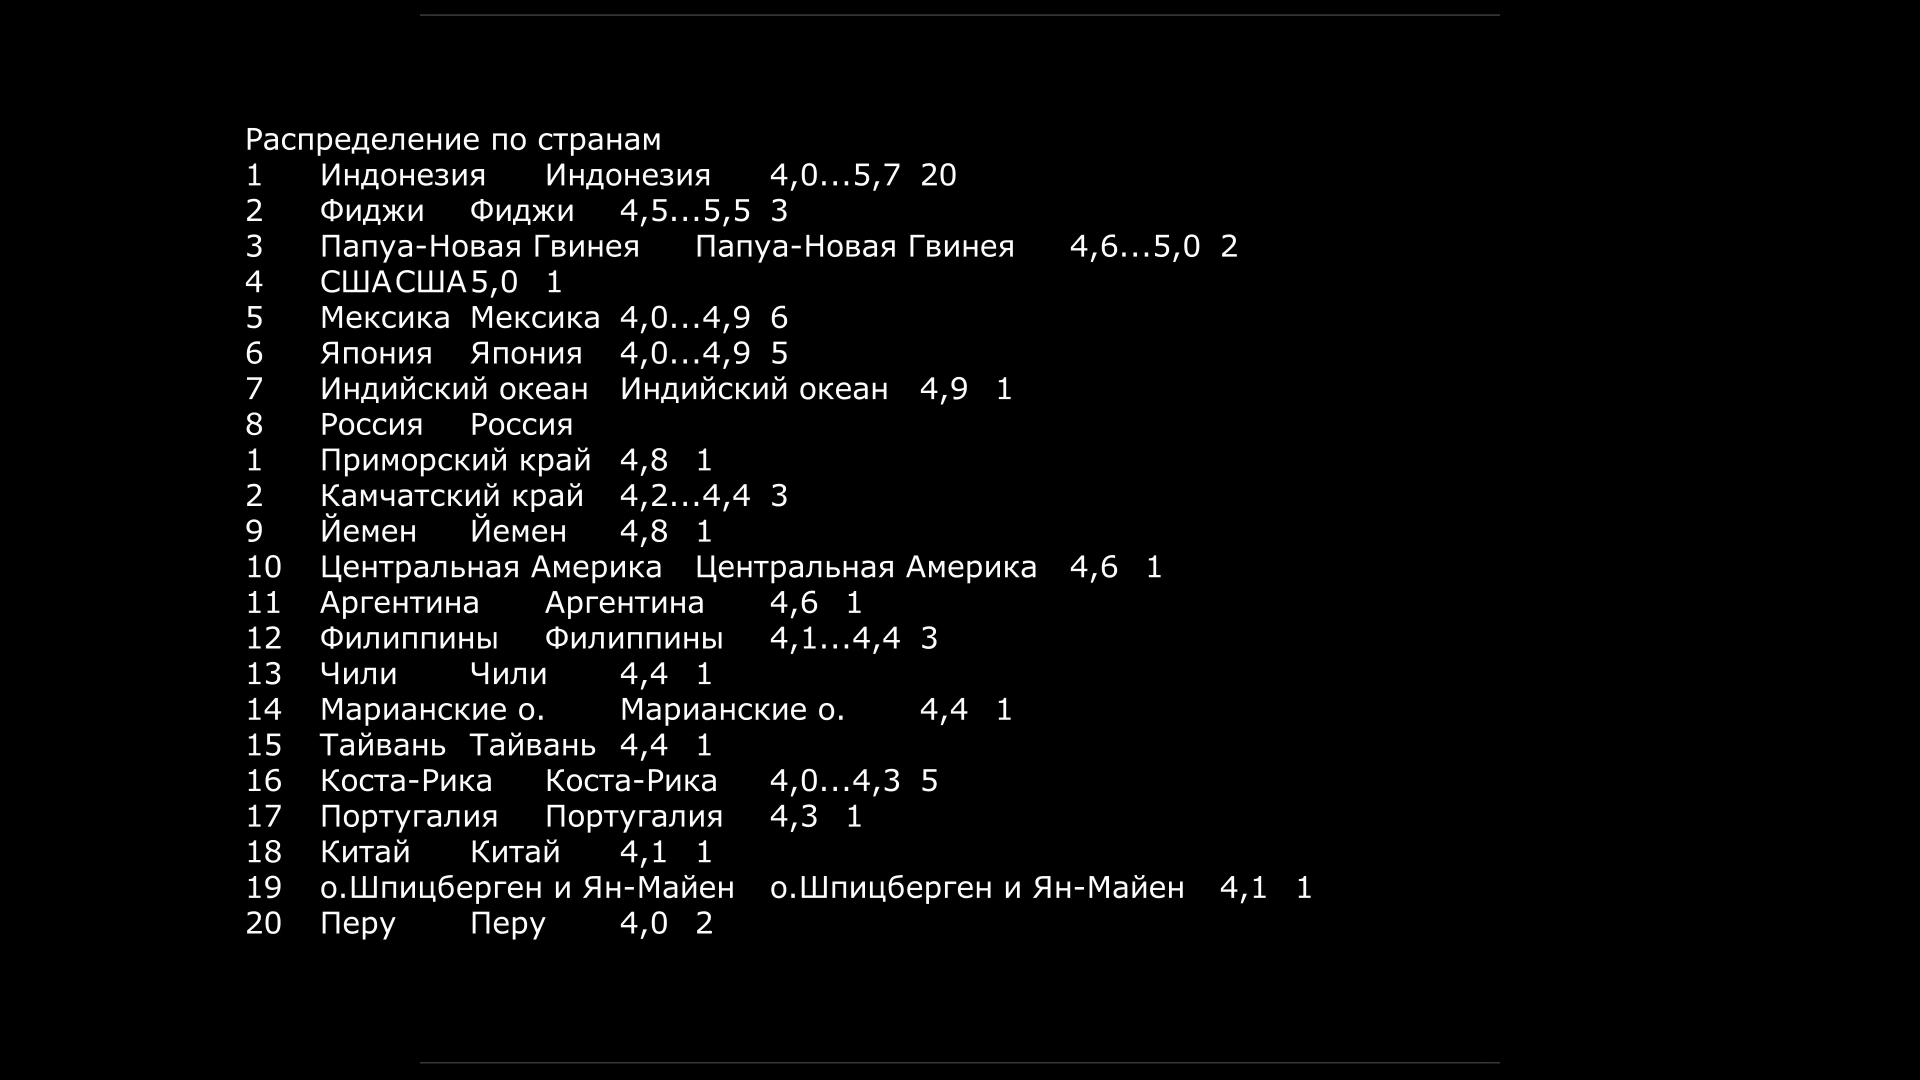 Распределение по странам
1 Индонезия Индонезия 4,0...5,7 20
2 Фиджи Фиджи 4,5...5,5 3
3 Папуа-Новая Гвинея Папуа-Новая Гвинея 4,6...5,0 2
4 США США 5,0 1
5 Мексика Мексика 4,0...4,9 6
6 Япония Япония 4,0...4,9 5
7 Индийский океан Индийский океан 4,9 1
8 Россия Россия
1 Приморский край 4,8 1
2 Камчатский край 4,2...4,4 3
9 Йемен Йемен 4,8 1
10 Центральная Америка Центральная Америка 4,6 1
11 Аргентина Аргентина 4,6 1
12 Филиппины Филиппины 4,1...4,4 3
13 Чили Чили 4,4 1
14 Марианские о. Марианские о. 4,4 1
15 Тайвань Тайвань 4,4 1
16 Коста-Рика Коста-Рика 4,0...4,3 5
17 Португалия Португалия 4,3 1
18 Китай Китай 4,1 1
19 о.Шпицберген и Ян-Майен о.Шпицберген и Ян-Майен 4,1 1
20 Перу Перу 4,0 2